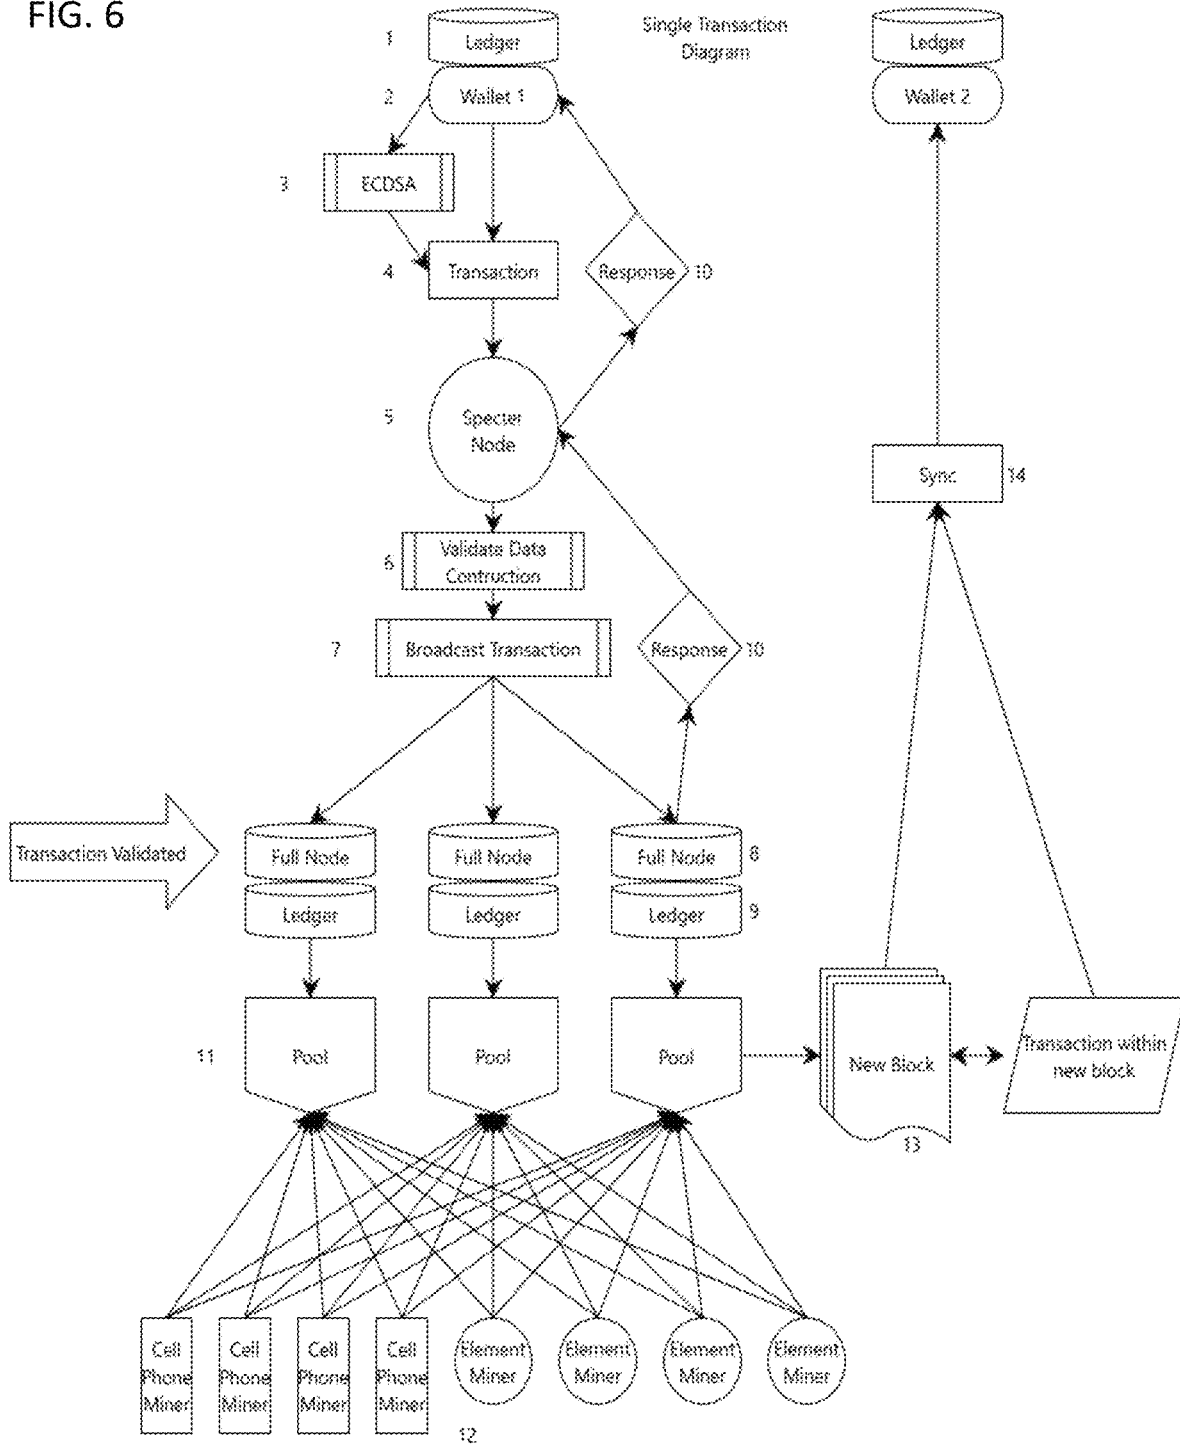 FIG. 6
Single Transaction
Diagram
1
Ledger
Ledger
2
Wallet 1
Wallet 2
3
ECDSA
4
Transaction
Response
10
5
Specter
Node
Sync
14
6
Validate Data
Contruction
7
Broadcast Transaction
Response
10
Transaction Validated
Full Node
Full Node
Full Node
8
Ledger
Ledger
Ledger
9
11
Pool
Pool
Pool
New Block
Transaction within
new block
13
Cell
Phone
Miner
Cell
Phone
Miner
Cell
Phone
Miner
Cell
Phone
Miner
Element
Miner
Element
Miner
Element
Miner
Element
Miner
12